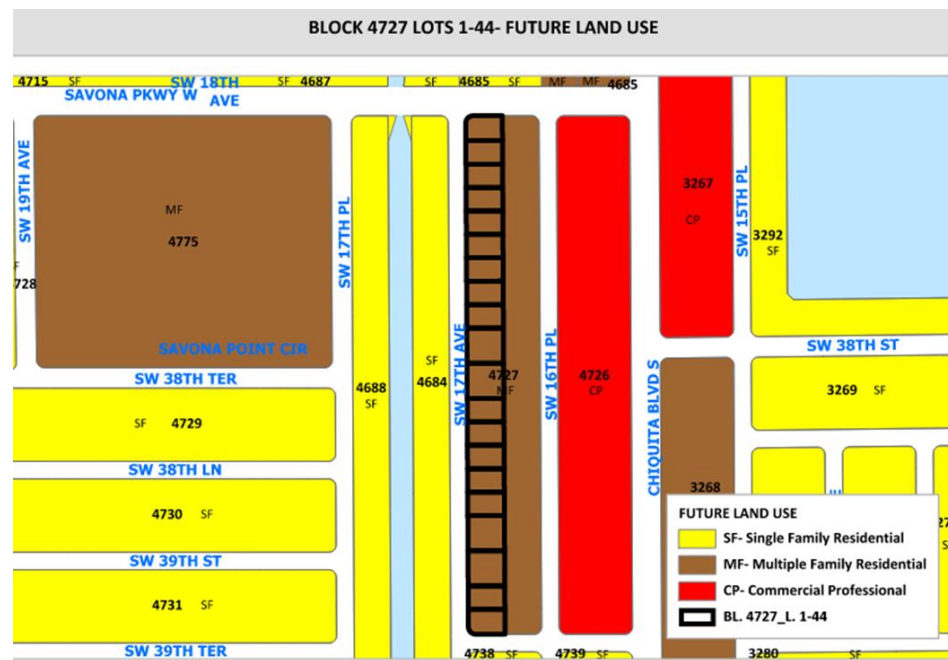 BLOCK 4727 LOTS 1-44- FUTURE LAND USE
4715 SF
SW 18TH
AVE
SF 4687
SF 4685 SF
MF MF 4685
SAVONA PKWY W
SW 19TH AVE
MF
4775
SAVONA POINT CIR
SW 17TH PL
3267
CP
SW 15TH PL
3292
SF
F
728
SW 38TH ST
SW 38TH TER
4688
SF
SF
4684
SW 17TH AVE
4727
MF
SW 16TH PL
4726
CP
CHIQUITA BLVD S
3269 SF
SF 4729
SW 38TH LN
4730 SF
SW 39TH ST
4731 SF
SW 39TH TER
3268
FUTURE LAND USE
SF- Single Family Residential
MF- Multiple Family Residential
CP- Commercial Professional
BL. 4727_L. 1-44
4738 SF
4739 SF
3280 SF